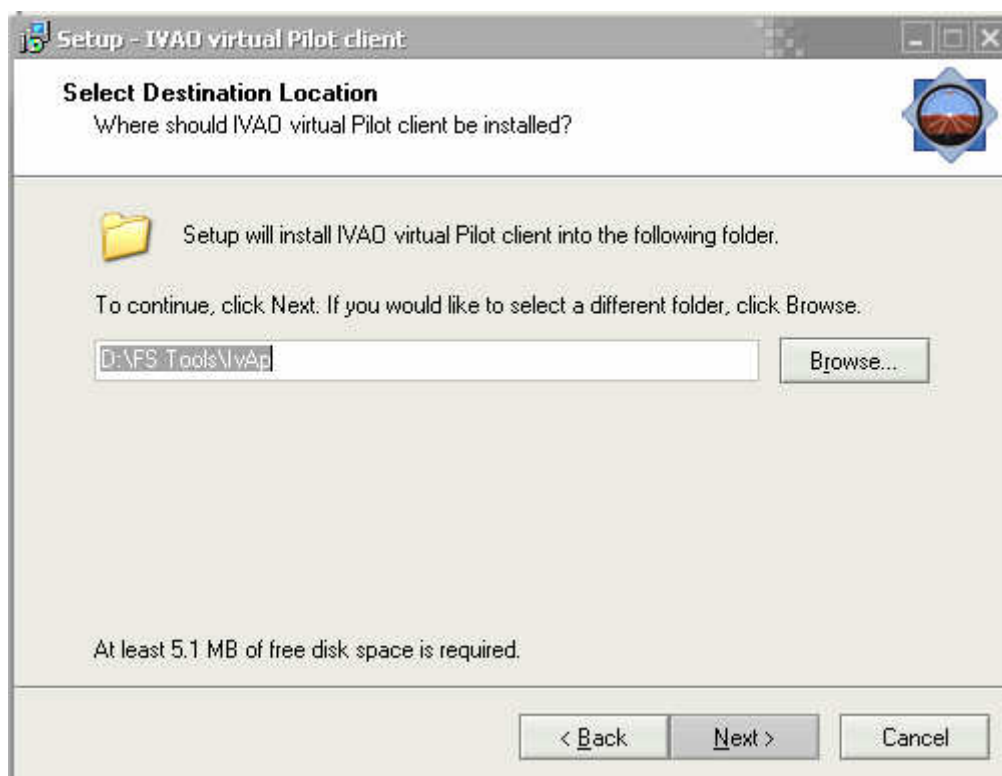 Setup - IVAO virtual Pilot client
Select Destination Location
Where should IVAO virtual Pilot client be installed?
Setup will install IVAO virtual Pilot client into the following folder.
To continue, click Next. If you would like to select a different folder, click Browse.
D:\FS Tools\IvAp
Browse...
At least 5.1 MB of free disk space is required.
< Back
Next >
Cancel